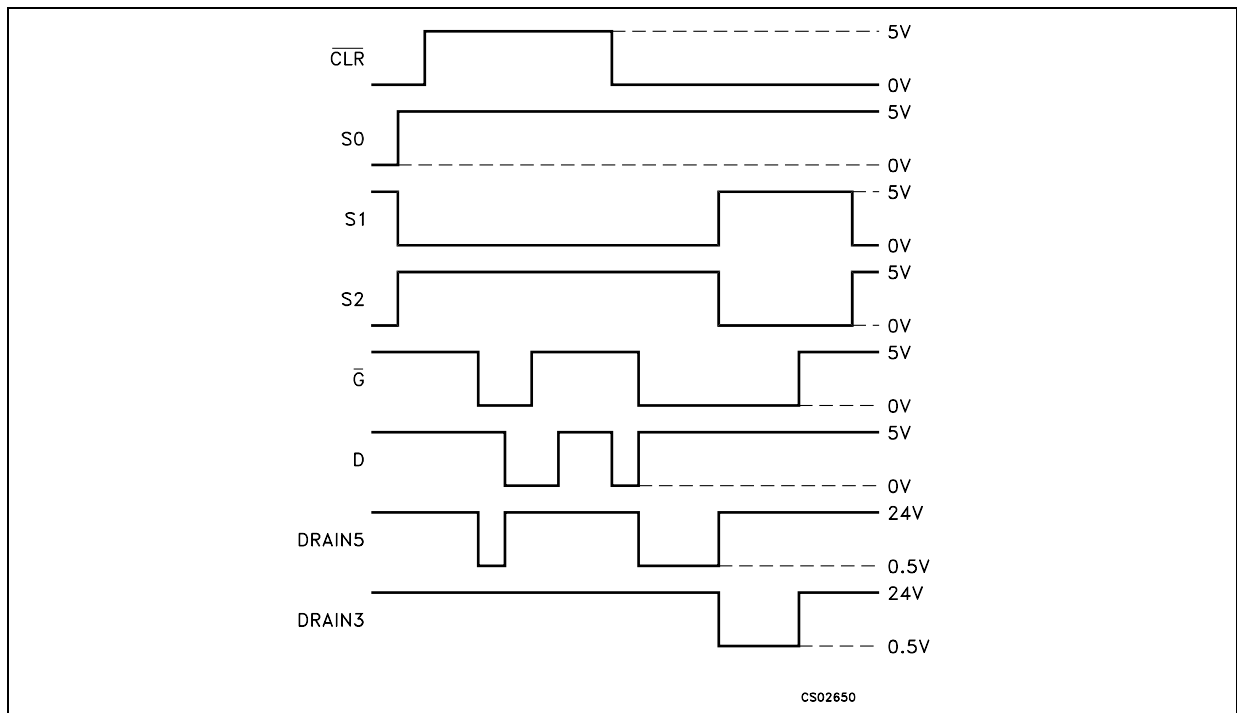 C̅L̅R̅ 5V
0V
S0 5V
0V
S1 5V
0V
S2 5V
0V
G̅ 5V
0V
D 5V
0V
DRAIN5 24V
0.5V
DRAIN3 24V
0.5V
CS02650